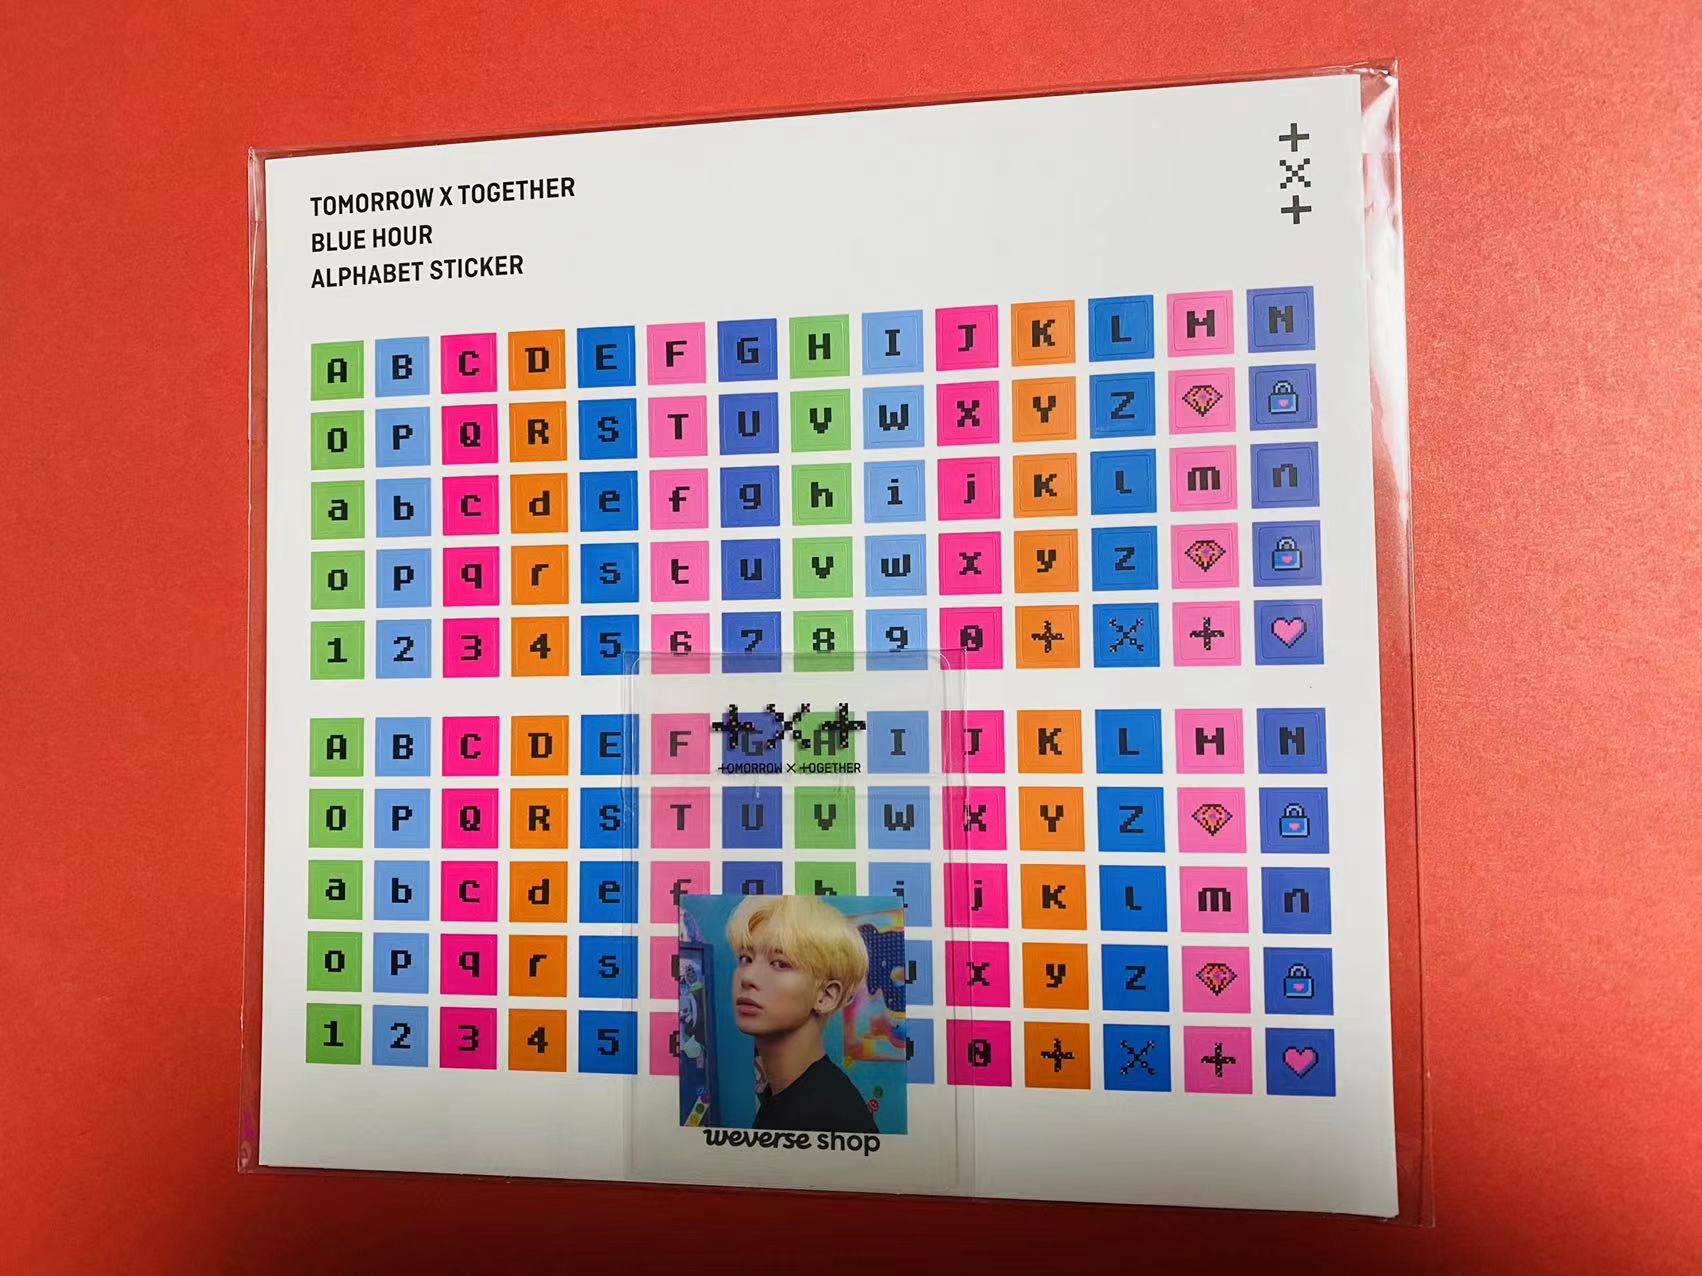 TOMORROW X TOGETHER
BLUE HOUR
ALPHABET STICKER
+
X
+
A B C D E F G H I J K L M N
O P Q R S T U V W X Y Z
a b c d e f g h i j k l m n
o p q r s t u v w x y z
1 2 3 4 5 6 7 8 9 0 + X +
A B C D E F G H I J K L M N
+X+
TOMORROW X TOGETHER
O P Q R S T U V W X Y Z
a b c d e f g h i j k l m n
o p q r s x y z
1 2 3 4 5 0 + X +
weverse shop